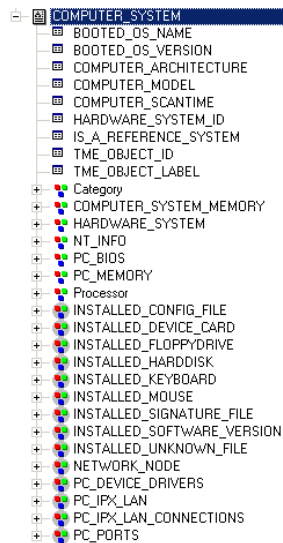 COMPUTER_SYSTEM
BOOTED_OS_NAME
BOOTED_OS_VERSION
COMPUTER_ARCHITECTURE
COMPUTER_MODEL
COMPUTER_SCANTIME
HARDWARE_SYSTEM_ID
IS_A_REFERENCE_SYSTEM
TME_OBJECT_ID
TME_OBJECT_LABEL
Category
COMPUTER_SYSTEM_MEMORY
HARDWARE_SYSTEM
NT_INFO
PC_BIOS
PC_MEMORY
Processor
INSTALLED_CONFIG_FILE
INSTALLED_DEVICE_CARD
INSTALLED_FLOPPYDRIVE
INSTALLED_HARDDISK
INSTALLED_KEYBOARD
INSTALLED_MOUSE
INSTALLED_SIGNATURE_FILE
INSTALLED_SOFTWARE_VERSION
INSTALLED_UNKNOWN_FILE
NETWORK_NODE
PC_DEVICE_DRIVERS
PC_IPX_LAN
PC_IPX_LAN_CONNECTIONS
PC_PORTS